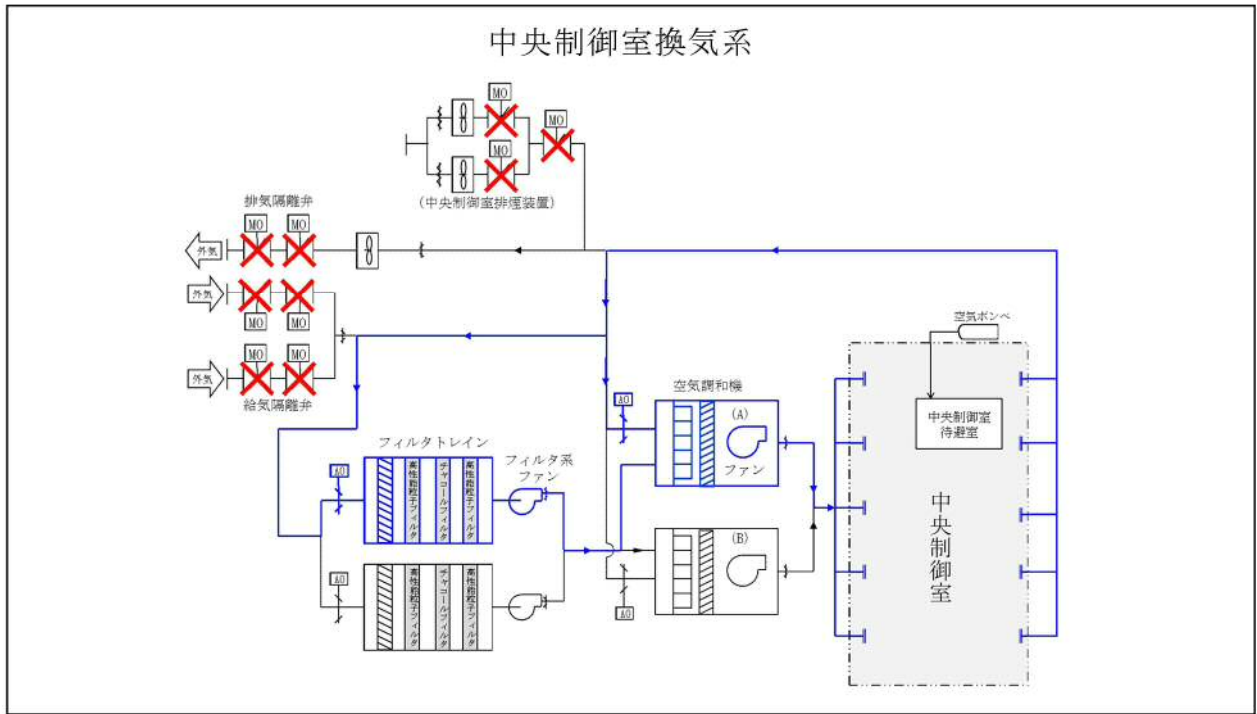 中央制御室換気系
MO
MO
MO
(中央制御室排煙装置)
排気隔離弁
MO
MO
外気
外気
MO
MO
MO
MO
外気
給気隔離弁
空気ボンベ
中央制御室
待避室
空気調和機
AO
(A)
ファン
フィルタトレイン
フィルタ系
ファン
AO
高性能粒子フィルタ
チャコールフィルタ
高性能粒子フィルタ
(B)
AO
AO
高性能粒子フィルタ
チャコールフィルタ
高性能粒子フィルタ
中央制御室